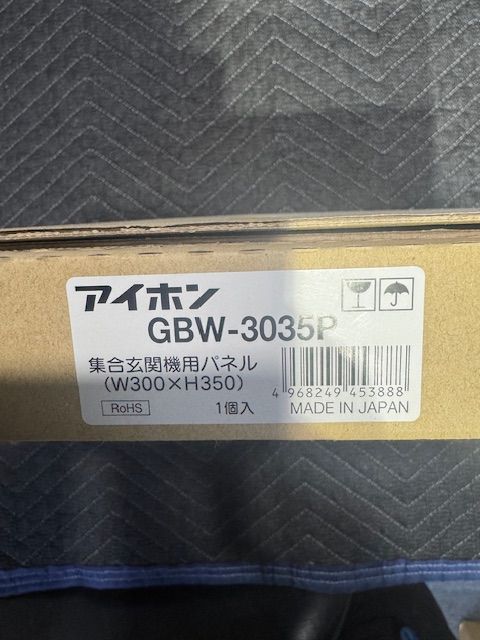 アイホン
GBW-3035P
集合玄関機用パネル
(W300×H350)
4 968249 453888
RoHS
1個入
MADE IN JAPAN